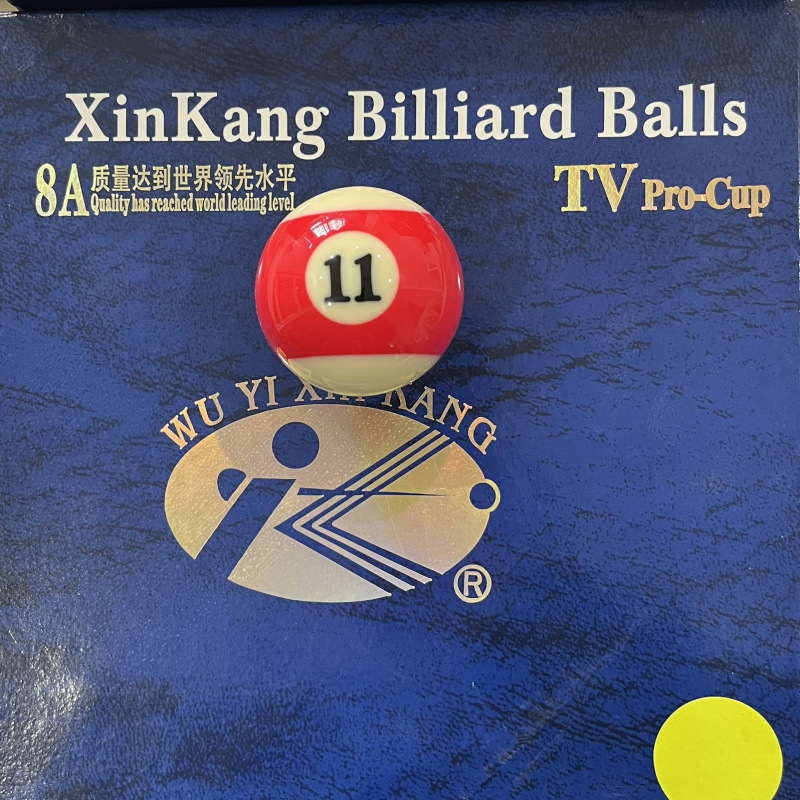 XinKang Billiard Balls
8A 质量达到世界领先水平
Quality has reached world leading level
TV Pro-Cup
11
WU YI XIN KANG
®